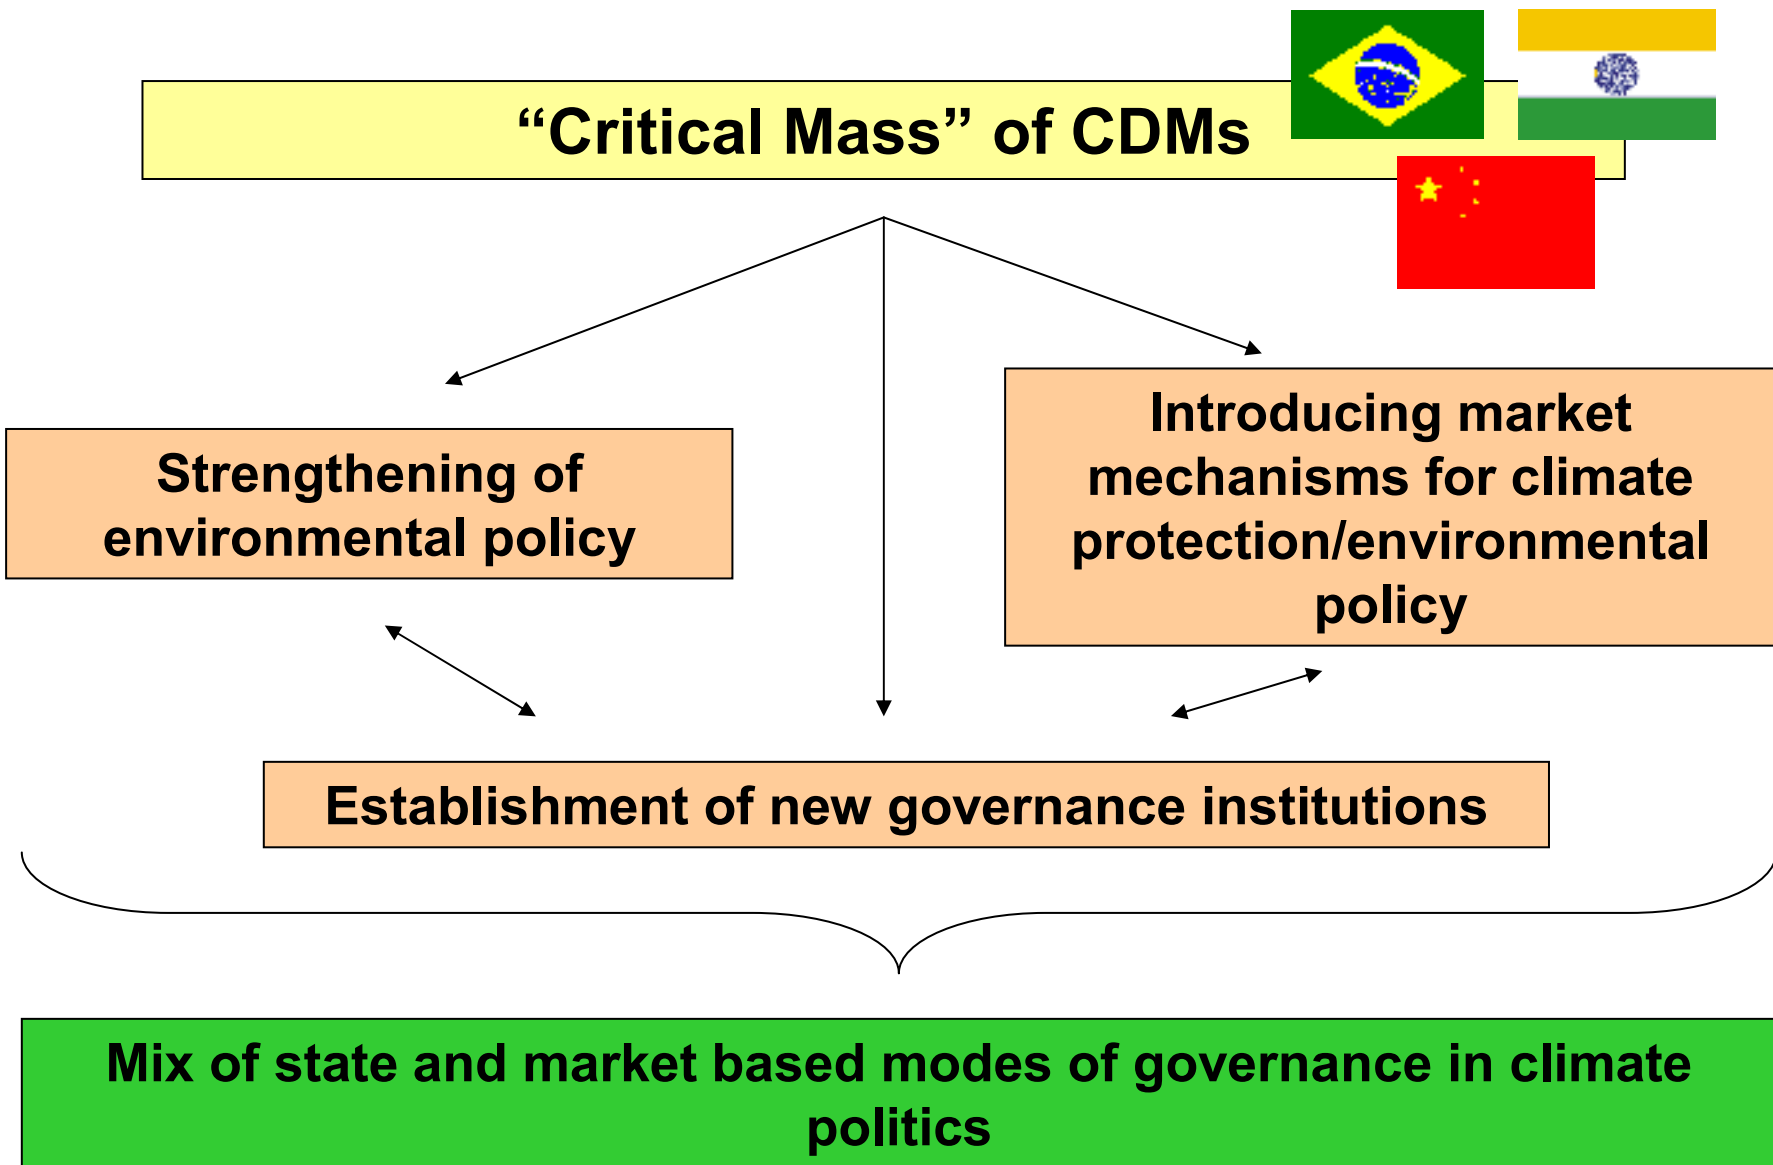 “Critical Mass” of CDMs
Strengthening of
environmental policy
Introducing market
mechanisms for climate
protection/environmental
policy
Establishment of new governance institutions
Mix of state and market based modes of governance in climate
politics